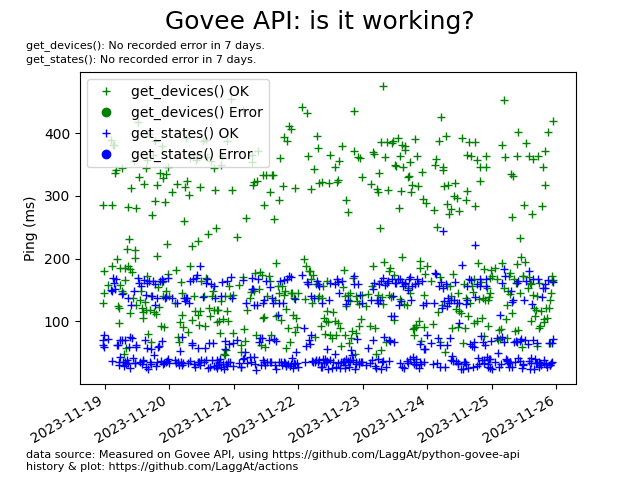 Govee API: is it working?
get_devices(): No recorded error in 7 days.
get_states(): No recorded error in 7 days.
get_devices() OK
get_devices() Error
get_states() OK
get_states() Error
Ping (ms)
400
300
200
100
2023-11-19
2023-11-20
2023-11-21
2023-11-22
2023-11-23
2023-11-24
2023-11-25
2023-11-26
data source: Measured on Govee API, using https://github.com/LaggAt/python-govee-api
history & plot: https://github.com/LaggAt/actions